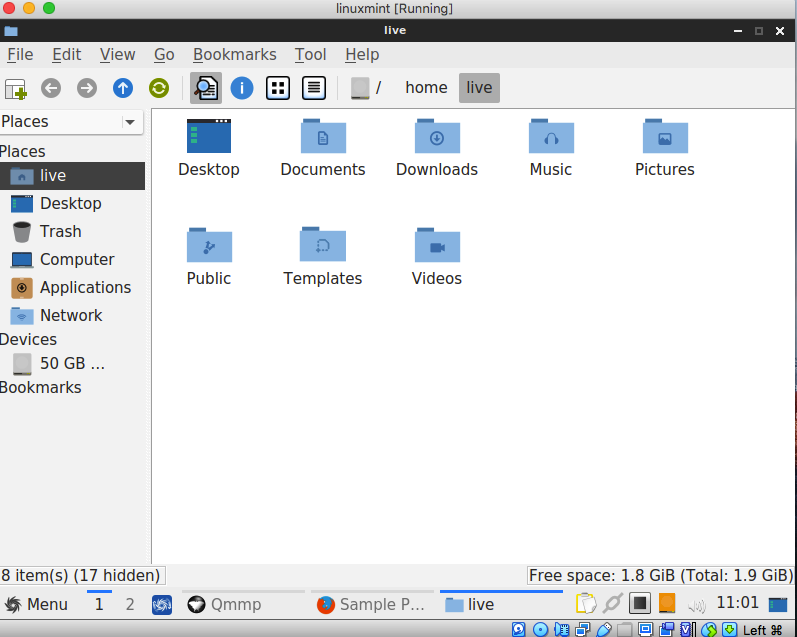 linuxmint [Running]
live
File Edit View Go Bookmarks Tool Help
/ home live
Places
Places
live
Desktop
Trash
Computer
Applications
Network
Devices
50 GB ...
Bookmarks
Desktop Documents Downloads Music Pictures
Public Templates Videos
8 item(s) (17 hidden) Free space: 1.8 GiB (Total: 1.9 GiB)
Menu 1 2 Qmmp Sample P... live 11:01
Left ⌘